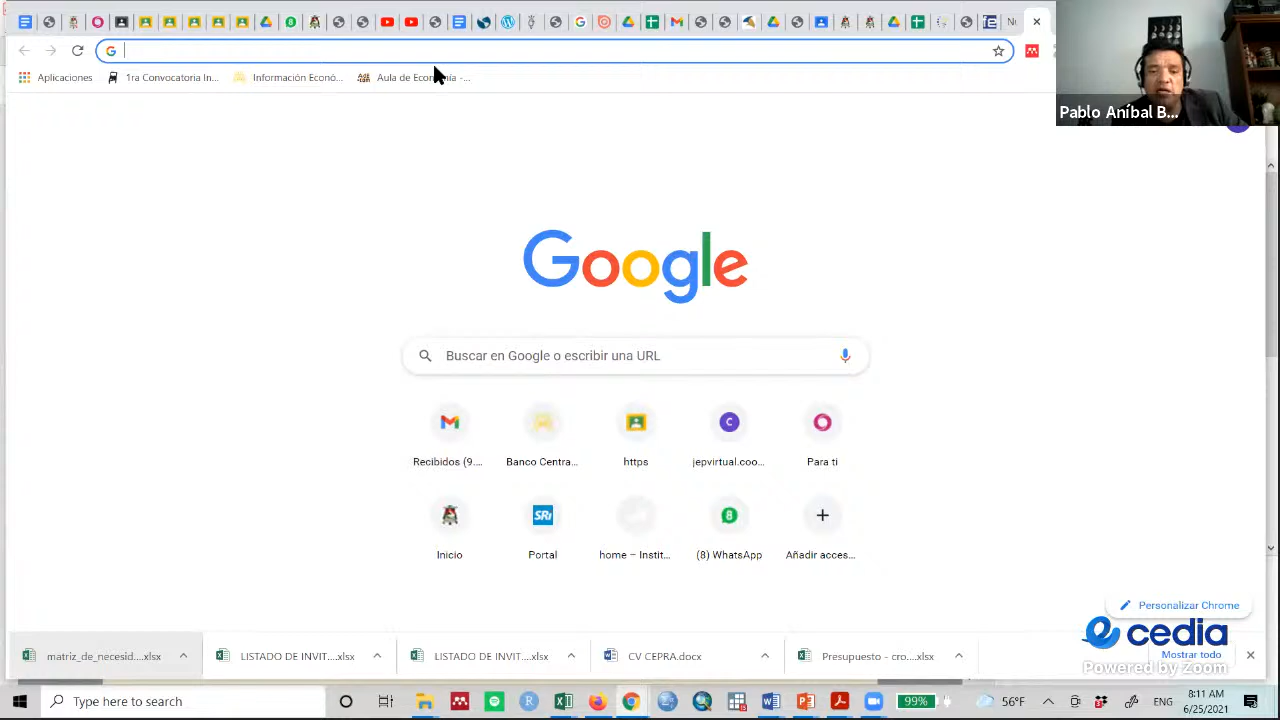 Aplicaciones
1ra Convocatoria In...
Información Econó...
Aula de Economía -
Pablo Aníbal B...
Google
Buscar en Google o escribir una URL
Recibidos (9....
Banco Centra...
https
jepvirtual.coo...
Para ti
Inicio
SRi
Portal
home – Instit...
(8) WhatsApp
Añadir acces...
Personalizar Chrome
cedia
Powered by Zoom
matriz_de_necesid...xlsx
LISTADO DE INVIT....xlsx
LISTADO DE INVIT....xlsx
CV CEPRA.docx
Presupuesto - cro....xlsx
Mostrar todo
Type here to search
99%
56°F
ENG
8:11 AM
6/25/2021